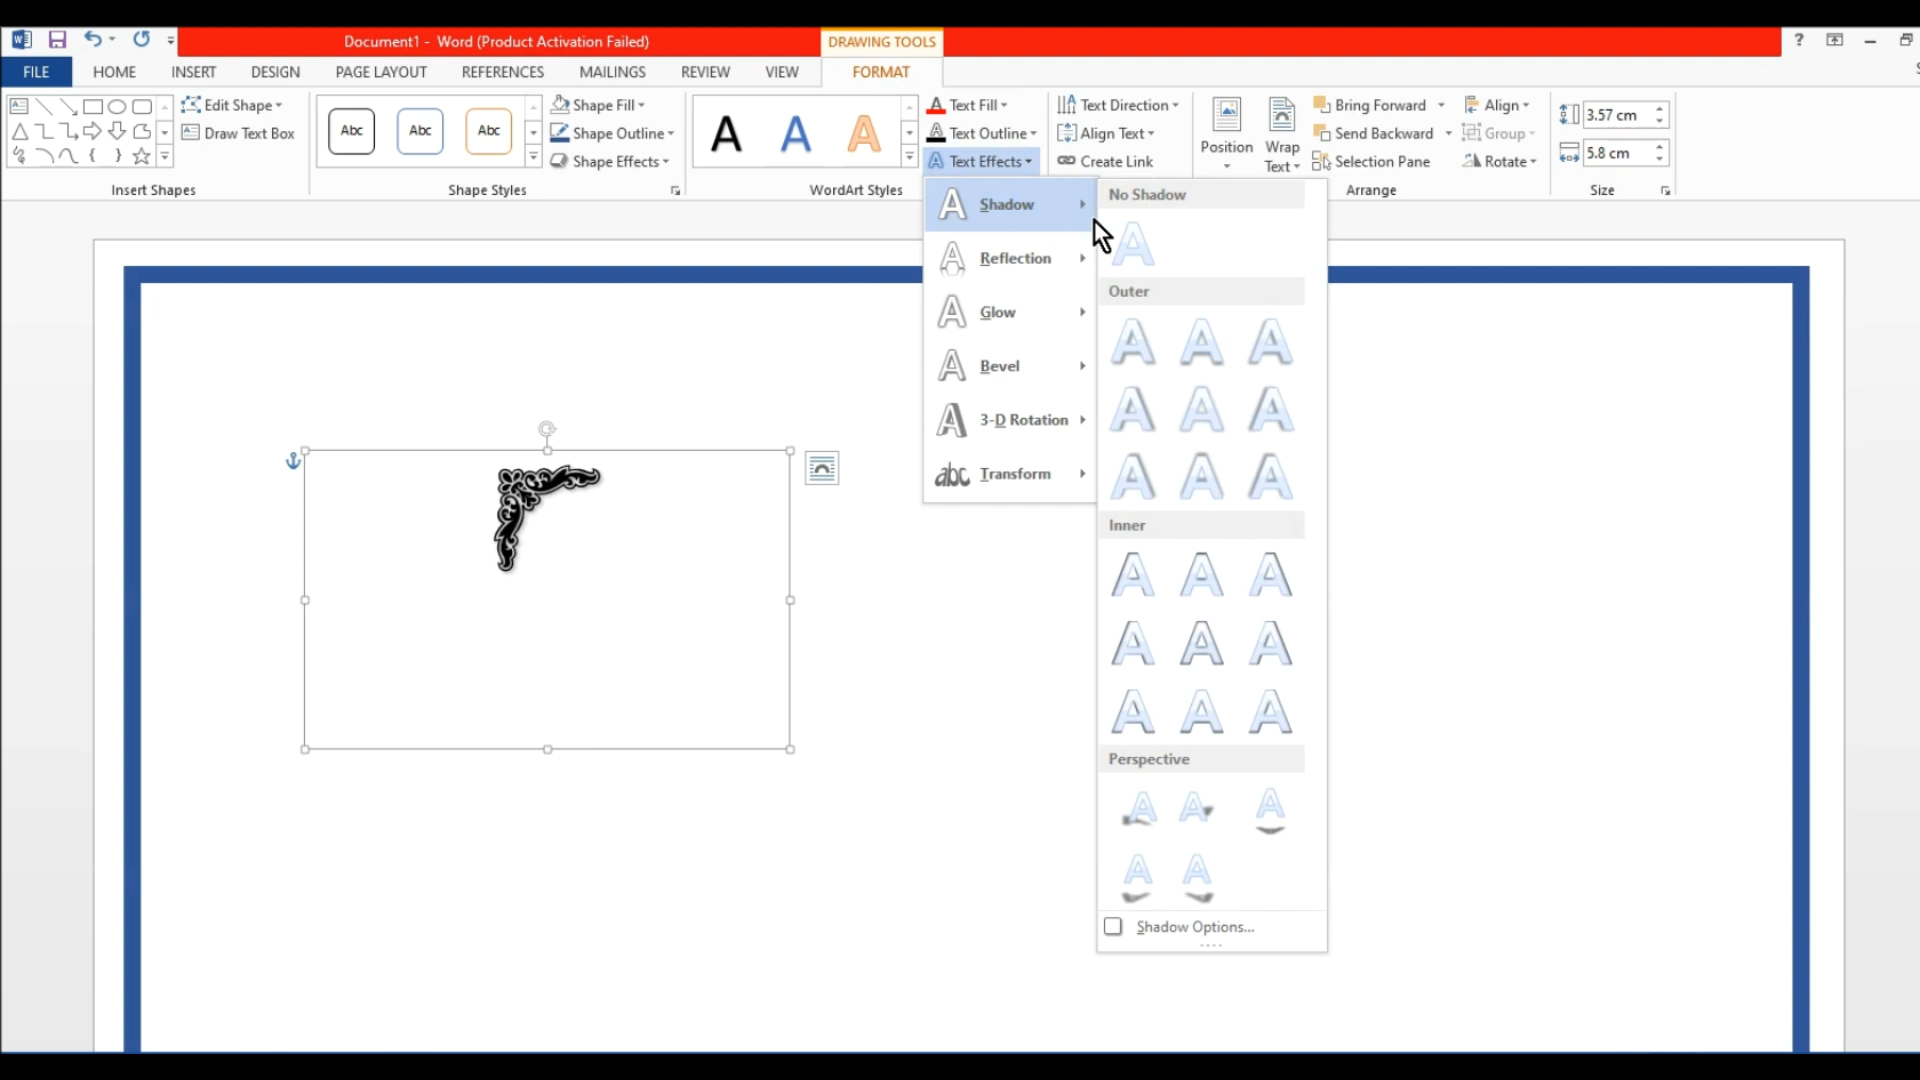 Document1 - Word (Product Activation Failed)
DRAWING TOOLS
?
FILE HOME INSERT DESIGN PAGE LAYOUT REFERENCES MAILINGS REVIEW VIEW FORMAT
Edit Shape
Draw Text Box
Insert Shapes
Abc Abc Abc
Shape Fill
Shape Outline
Shape Effects
Shape Styles
A A A
WordArt Styles
Text Fill
Text Outline
Text Effects
Text Direction
Align Text
Create Link
Position
Wrap
Text
Bring Forward
Send Backward
Selection Pane
Align
Group
Rotate
Arrange
3.57 cm
5.8 cm
Size
Shadow
Reflection
Glow
Bevel
3-D Rotation
abc Transform
No Shadow
A
Outer
A A A
A A A
A A A
Inner
A A A
A A A
A A A
Perspective
A A A
A A
Shadow Options...